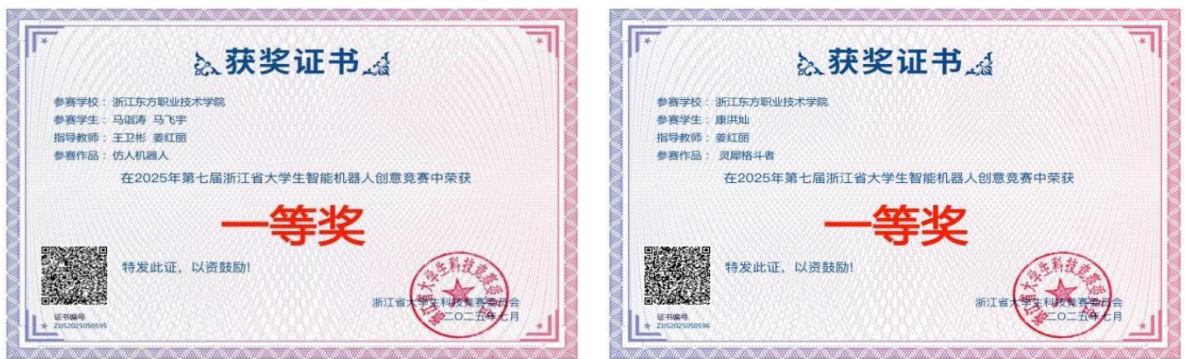 获奖证书
参赛学校：浙江东方职业技术学院
参赛学生：马诣涛 马飞宇
指导教师：王卫彬 姜红丽
参赛作品：仿人机器人
在2025年第七届浙江省大学生智能机器人创意竞赛中荣获
一等奖
特发此证，以资鼓励!
浙江省大学生科技竞赛委员会
二〇二五年七月
证书编号
ZJJS2025050595
获奖证书
参赛学校：浙江东方职业技术学院
参赛学生：康洪灿
指导教师：姜红丽
参赛作品：灵犀格斗者
在2025年第七届浙江省大学生智能机器人创意竞赛中荣获
一等奖
特发此证，以资鼓励!
浙江省大学生科技竞赛委员会
二〇二五年七月
证书编号
ZJJS2025050596